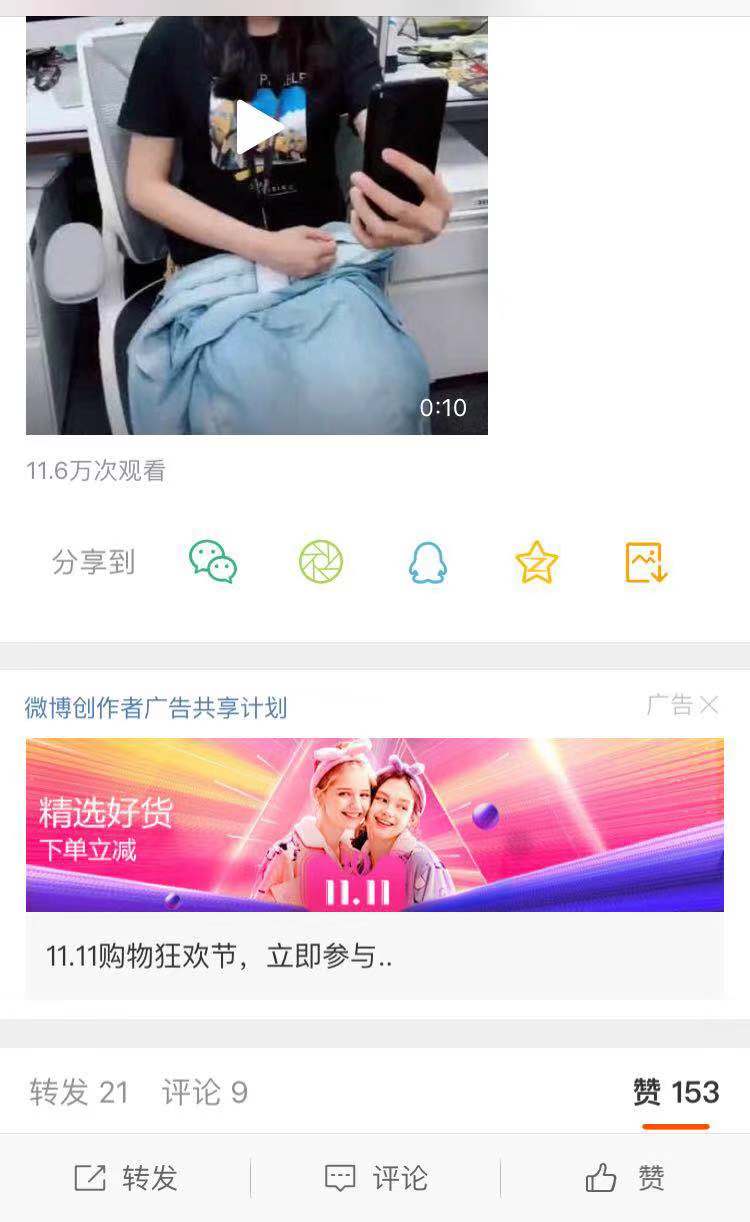 0:10
11.6万次观看
分享到
微博创作者广告共享计划
广告
精选好货
下单立减
11.11
11.11购物狂欢节，立即参与..
转发 21 评论 9 赞 153
转发 评论 赞